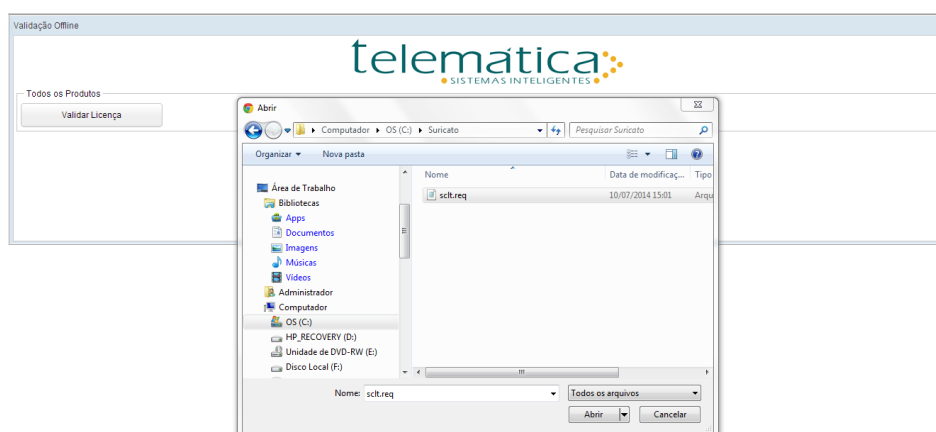 Validação Offline
telemática
SISTEMAS INTELIGENTES
Todos os Produtos
Validar Licença
Abrir
Computador OS (C:) Suricato
Pesquisar Suricato
Organizar Nova pasta
Nome Data de modificaç... Tipo
Área de Trabalho
Bibliotecas
Apps
Documentos
Imagens
Músicas
Vídeos
Administrador
Computador
OS (C:)
HP_RECOVERY (D:)
Unidade de DVD-RW (E:)
Disco Local (F:)
sclt.req 10/07/2014 15:01 Arqu
Nome: sclt.req
Todos os arquivos
Abrir Cancelar